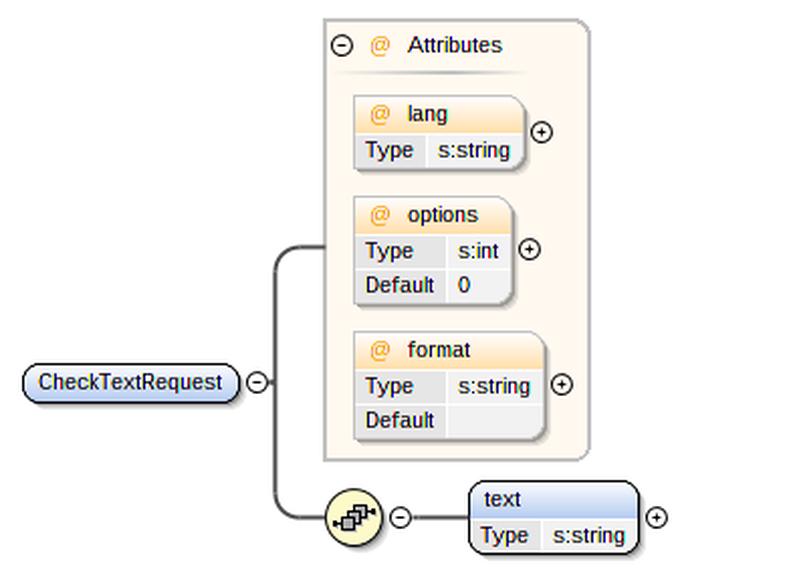 @ Attributes
@ lang
Type s:string
@ options
Type s:int
Default 0
@ format
Type s:string
Default
CheckTextRequest
text
Type s:string